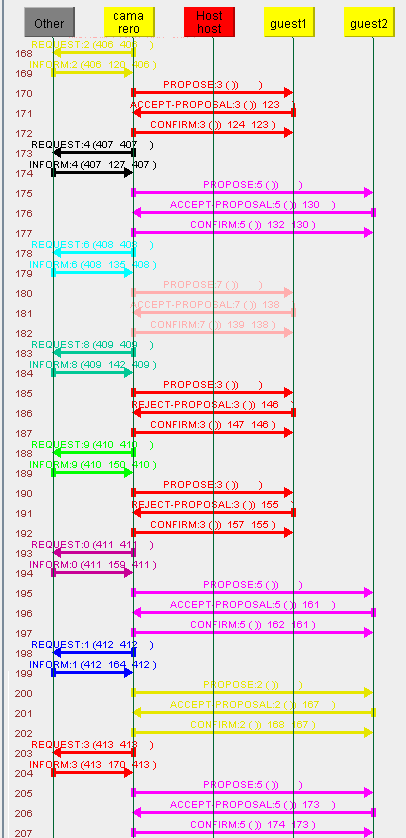 Other
cama
rero
Host
host
guest1
guest2
REQUEST:2 (406 406 )
168
INFORM:2 (406 120 406)
169
PROPOSE:3 ( )) )
170
ACCEPT-PROPOSAL:3 ( )) 123 )
171
CONFIRM:3 ( )) 124 123 )
172
REQUEST:4 (407 407 )
173
INFORM:4 (407 127 407)
174
PROPOSE:5 ( )) )
175
ACCEPT-PROPOSAL:5 ( )) 130 )
176
CONFIRM:5 ( )) 132 130 )
177
REQUEST:6 (408 408 )
178
INFORM:6 (408 135 408)
179
PROPOSE:7 ( )) )
180
ACCEPT-PROPOSAL:7 ( )) 138 )
181
CONFIRM:7 ( )) 139 138 )
182
REQUEST:8 (409 409 )
183
INFORM:8 (409 142 409)
184
PROPOSE:3 ( )) )
185
REJECT-PROPOSAL:3 ( )) 146 )
186
CONFIRM:3 ( )) 147 146 )
187
REQUEST:9 (410 410 )
188
INFORM:9 (410 150 410)
189
PROPOSE:3 ( )) )
190
REJECT-PROPOSAL:3 ( )) 155 )
191
CONFIRM:3 ( )) 157 155 )
192
REQUEST:0 (411 411 )
193
INFORM:0 (411 159 411)
194
PROPOSE:5 ( )) )
195
ACCEPT-PROPOSAL:5 ( )) 161 )
196
CONFIRM:5 ( )) 162 161 )
197
REQUEST:1 (412 412 )
198
INFORM:1 (412 164 412)
199
PROPOSE:2 ( )) )
200
ACCEPT-PROPOSAL:2 ( )) 167 )
201
CONFIRM:2 ( )) 168 167 )
202
REQUEST:3 (413 413 )
203
INFORM:3 (413 170 413)
204
PROPOSE:5 ( )) )
205
ACCEPT-PROPOSAL:5 ( )) 173 )
206
CONFIRM:5 ( )) 174 173 )
207